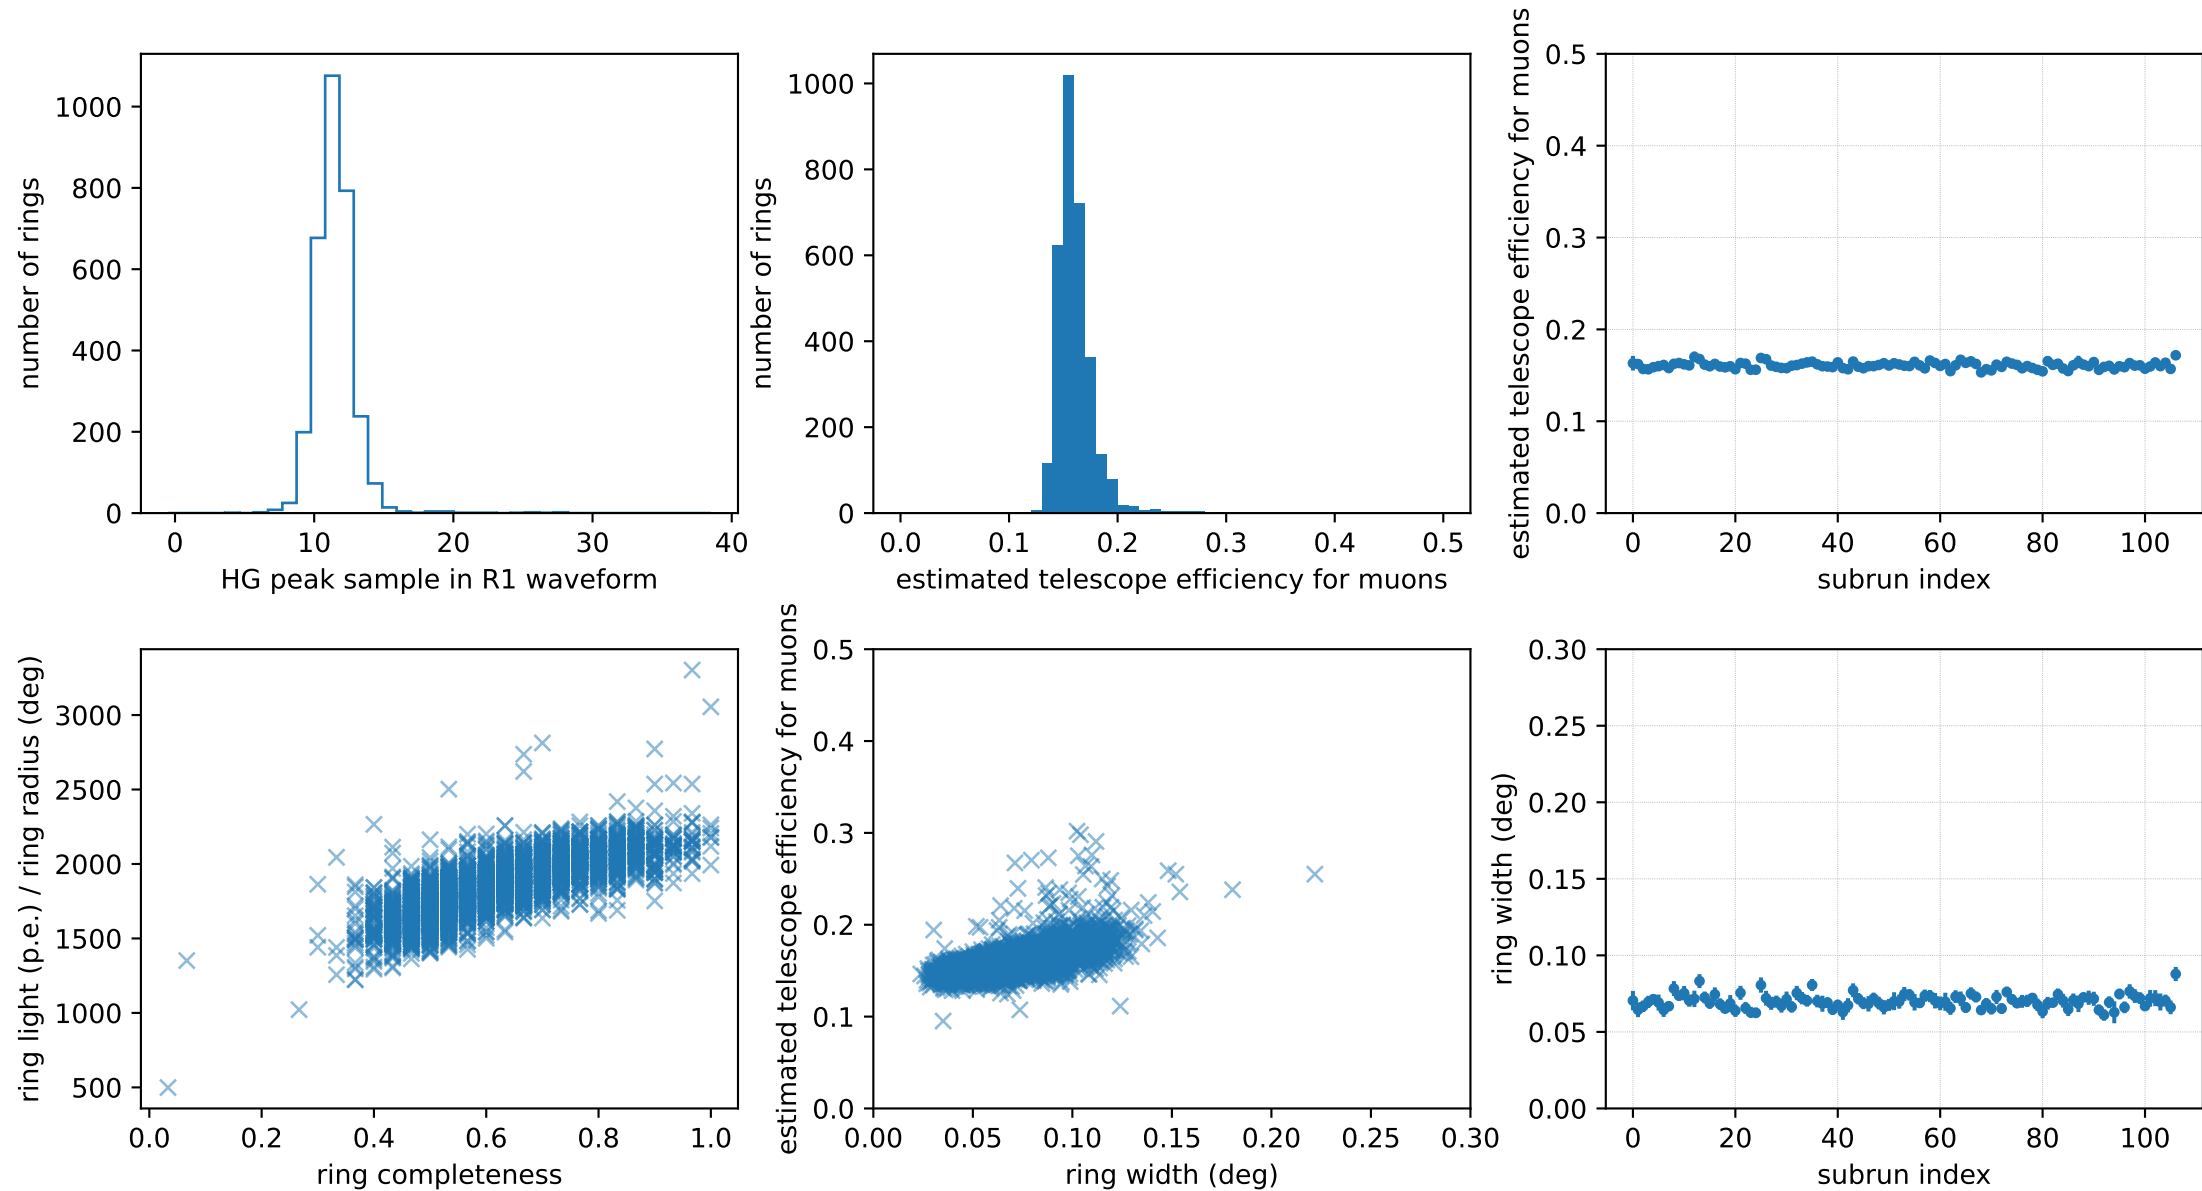 1000
800
600
400
200
0
number of rings
0 10 20 30 40
HG peak sample in R1 waveform
1000
800
600
400
200
0
number of rings
0.0 0.1 0.2 0.3 0.4 0.5
estimated telescope efficiency for muons
0.5
0.4
0.3
0.2
0.1
0.0
estimated telescope efficiency for muons
0 20 40 60 80 100
subrun index
3000
2500
2000
1500
1000
500
ring light (p.e.) / ring radius (deg)
0.0 0.2 0.4 0.6 0.8 1.0
ring completeness
0.5
0.4
0.3
0.2
0.1
0.0
estimated telescope efficiency for muons
0.00 0.05 0.10 0.15 0.20 0.25 0.30
ring width (deg)
0.30
0.25
0.20
0.15
0.10
0.05
0.00
ring width (deg)
0 20 40 60 80 100
subrun index